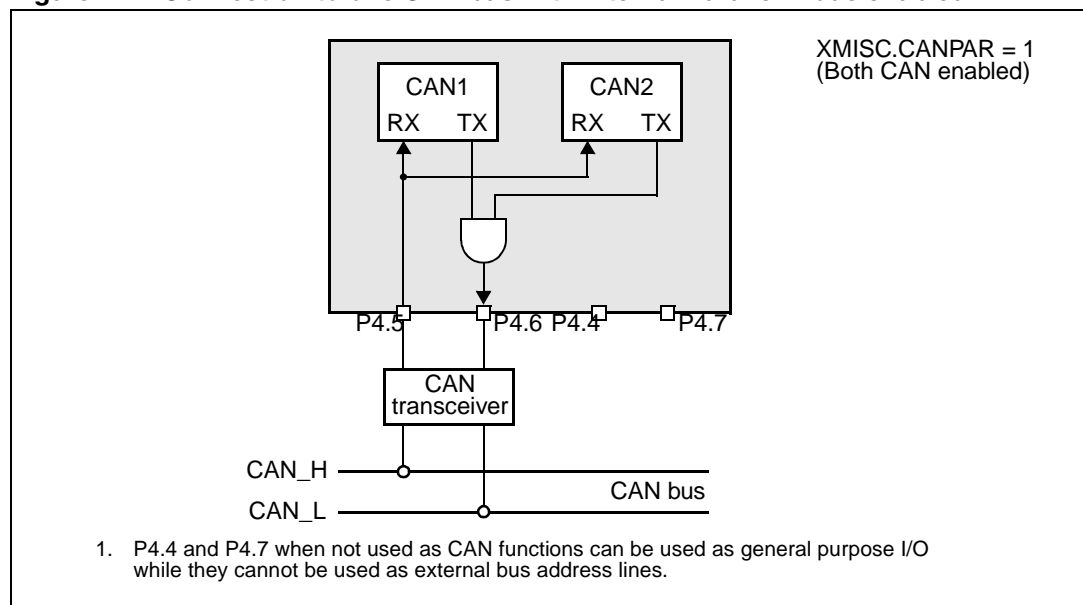 XMISC.CANPAR = 1
(Both CAN enabled)
CAN1
CAN2
RX TX
RX TX
P4.5
P4.6
P4.4
P4.7
CAN
transceiver
CAN_H
CAN bus
CAN_L
1. P4.4 and P4.7 when not used as CAN functions can be used as general purpose I/O
while they cannot be used as external bus address lines.